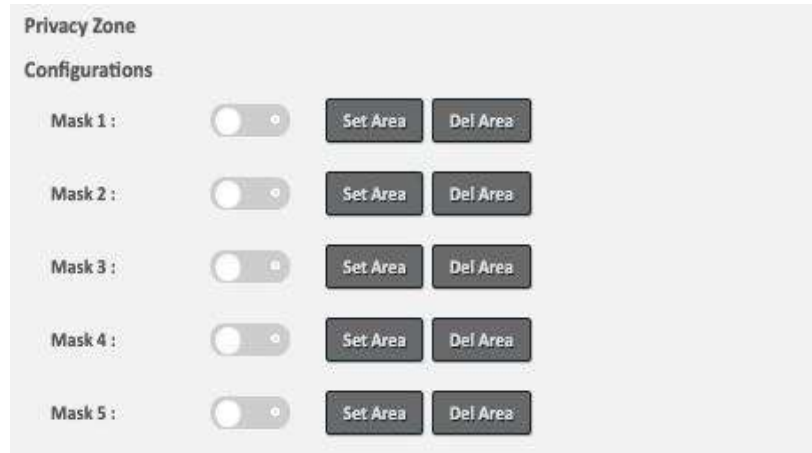 Privacy Zone
Configurations
Mask 1 : Set Area Del Area
Mask 2 : Set Area Del Area
Mask 3 : Set Area Del Area
Mask 4 : Set Area Del Area
Mask 5 : Set Area Del Area